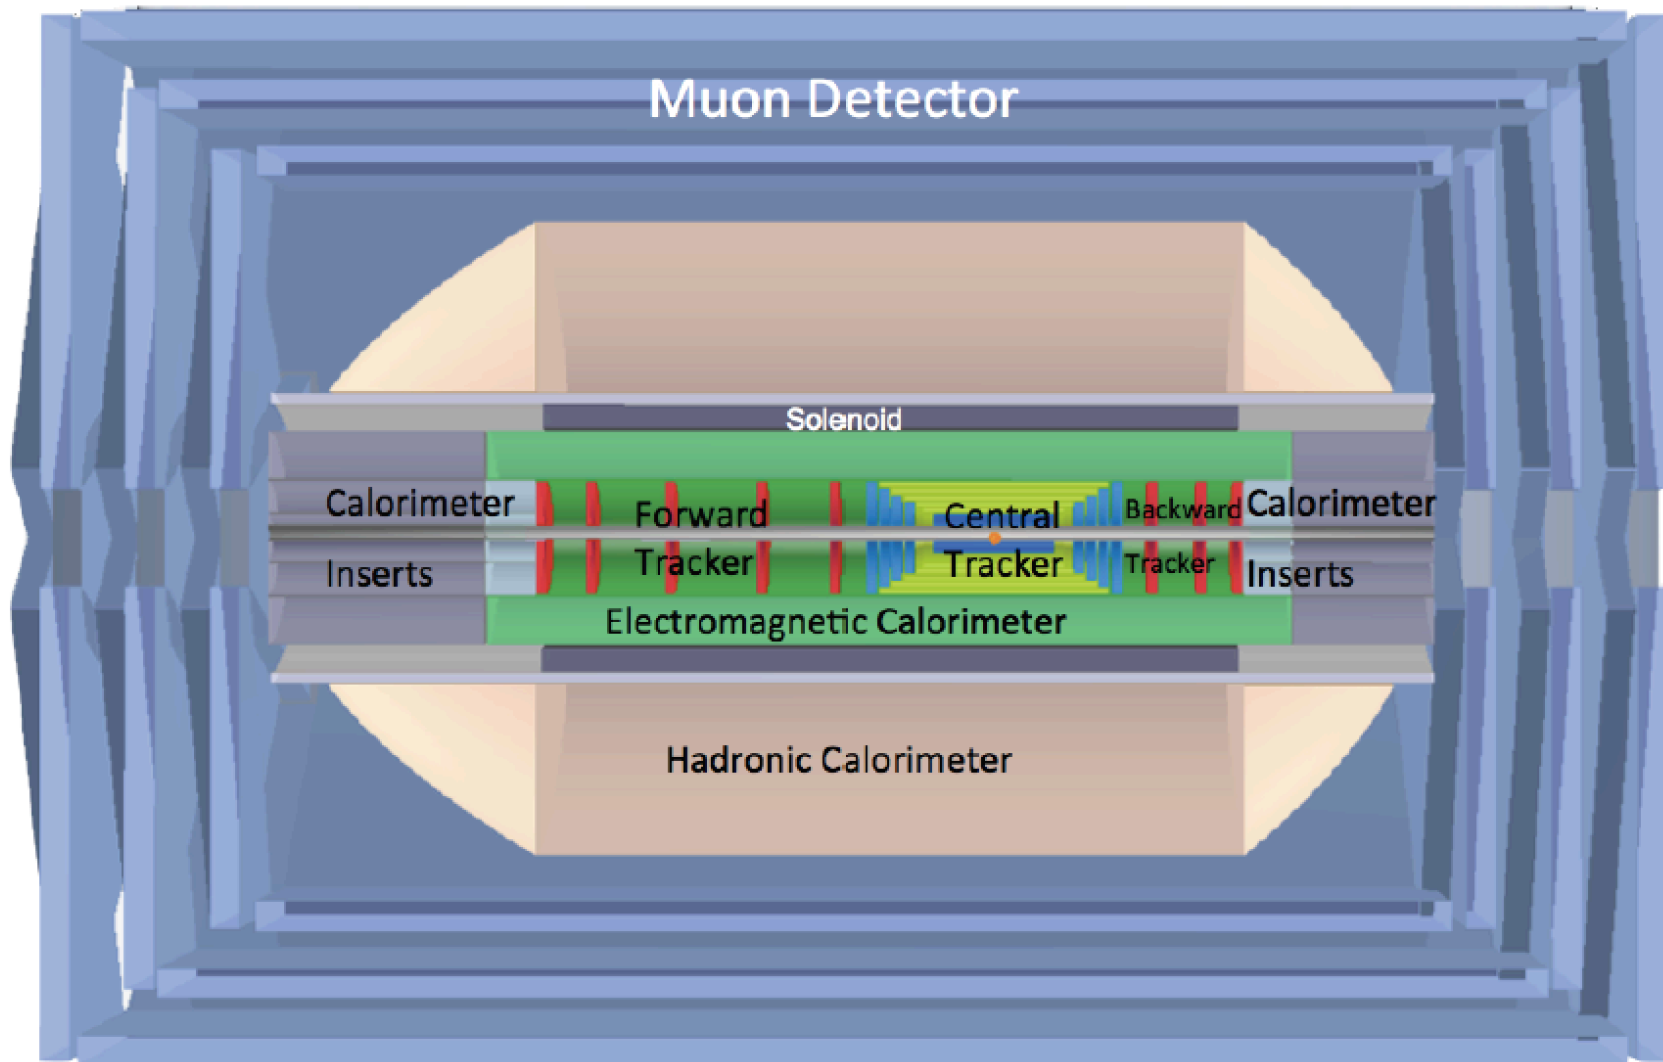 Muon Detector
Solenoid
Calorimeter
Forward
Central
Backward
Calorimeter
Inserts
Tracker
Tracker
Tracker
Inserts
Electromagnetic Calorimeter
Hadronic Calorimeter